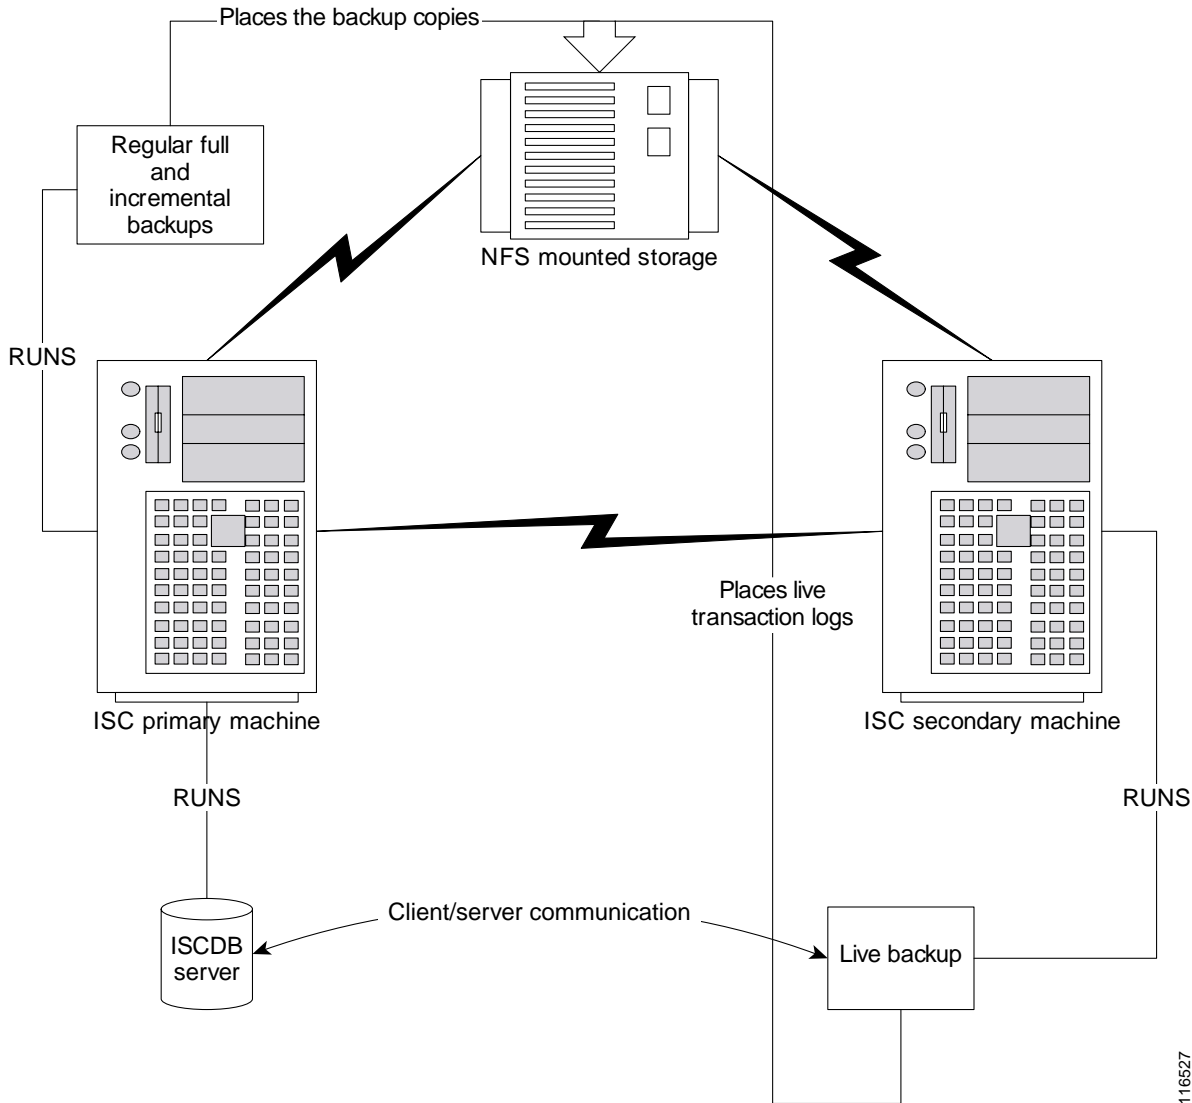 Places the backup copies
Regular full
and
incremental
backups
NFS mounted storage
RUNS
Places live
transaction logs
ISC primary machine
ISC secondary machine
RUNS
RUNS
Client/server communication
ISCDB
server
Live backup
116527